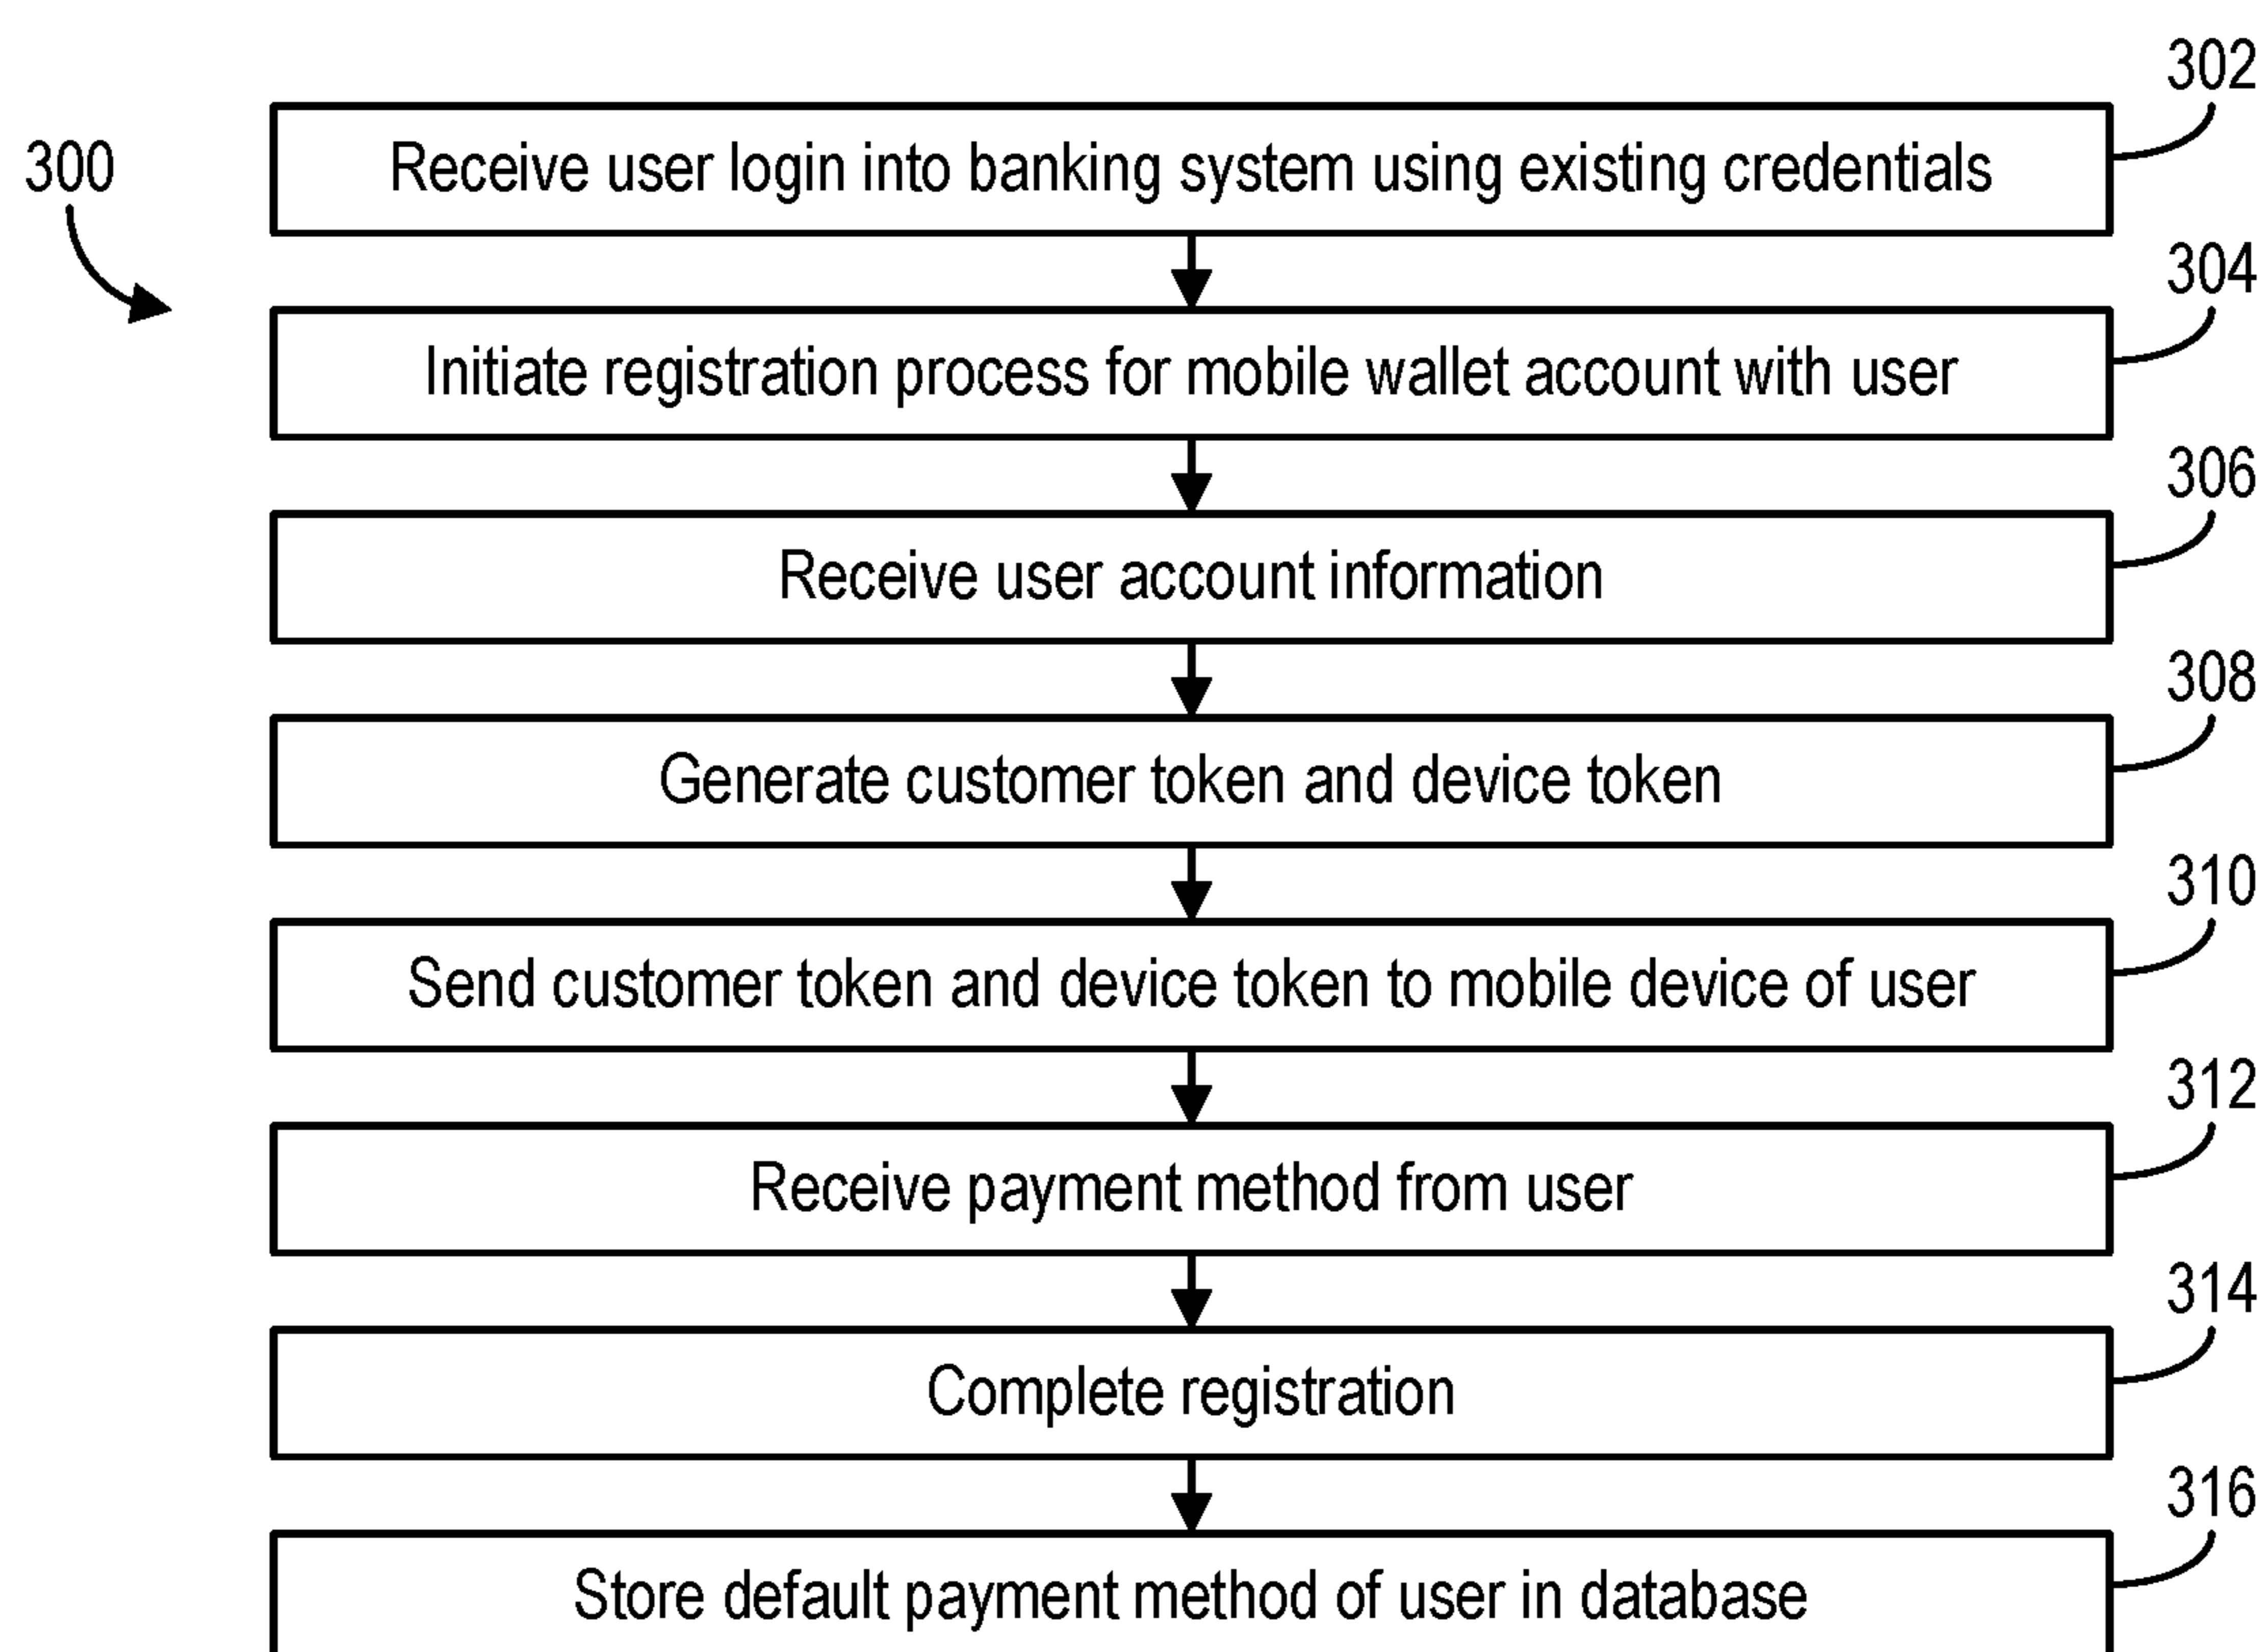 302
300
Receive user login into banking system using existing credentials
304
Initiate registration process for mobile wallet account with user
306
Receive user account information
308
Generate customer token and device token
310
Send customer token and device token to mobile device of user
312
Receive payment method from user
314
Complete registration
316
Store default payment method of user in database